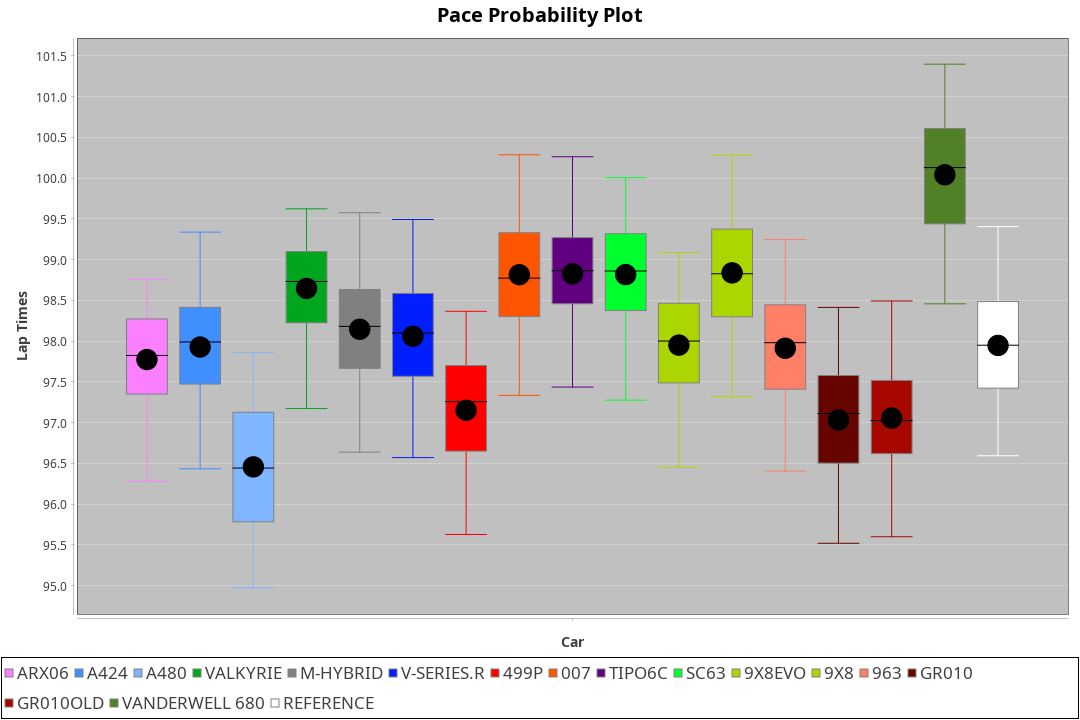 Pace Probability Plot
101.5
101.0
100.5
100.0
99.5
99.0
98.5
98.0
97.5
97.0
96.5
96.0
95.5
95.0
Lap Times
Car
ARX06 A424 A480 VALKYRIE M-HYBRID V-SERIES.R 499P 007 TIPO6C SC63 9X8EVO 9X8 963 GR010
GR010OLD VANDERWELL 680 REFERENCE